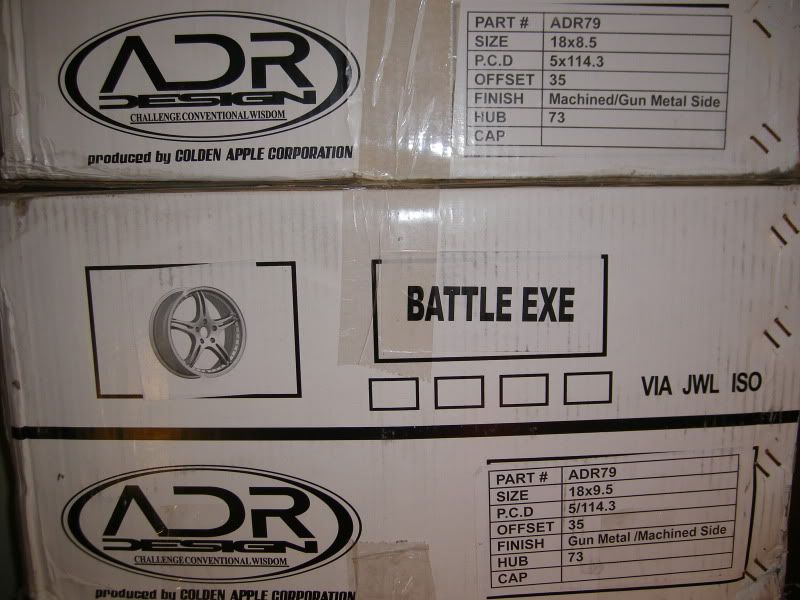 ADR
DESIGN
CHALLENGE CONVENTIONAL WISDOM
produced by COLDEN APPLE CORPORATION
PART # ADR79
SIZE 18x8.5
P.C.D 5x114.3
OFFSET 35
FINISH Machined/Gun Metal Side
HUB 73
CAP
BATTLE EXE
VIA JWL ISO
ADR
DESIGN
CHALLENGE CONVENTIONAL WISDOM
produced by COLDEN APPLE CORPORATION
PART # ADR79
SIZE 18x9.5
P.C.D 5/114.3
OFFSET 35
FINISH Gun Metal /Machined Side
HUB 73
CAP